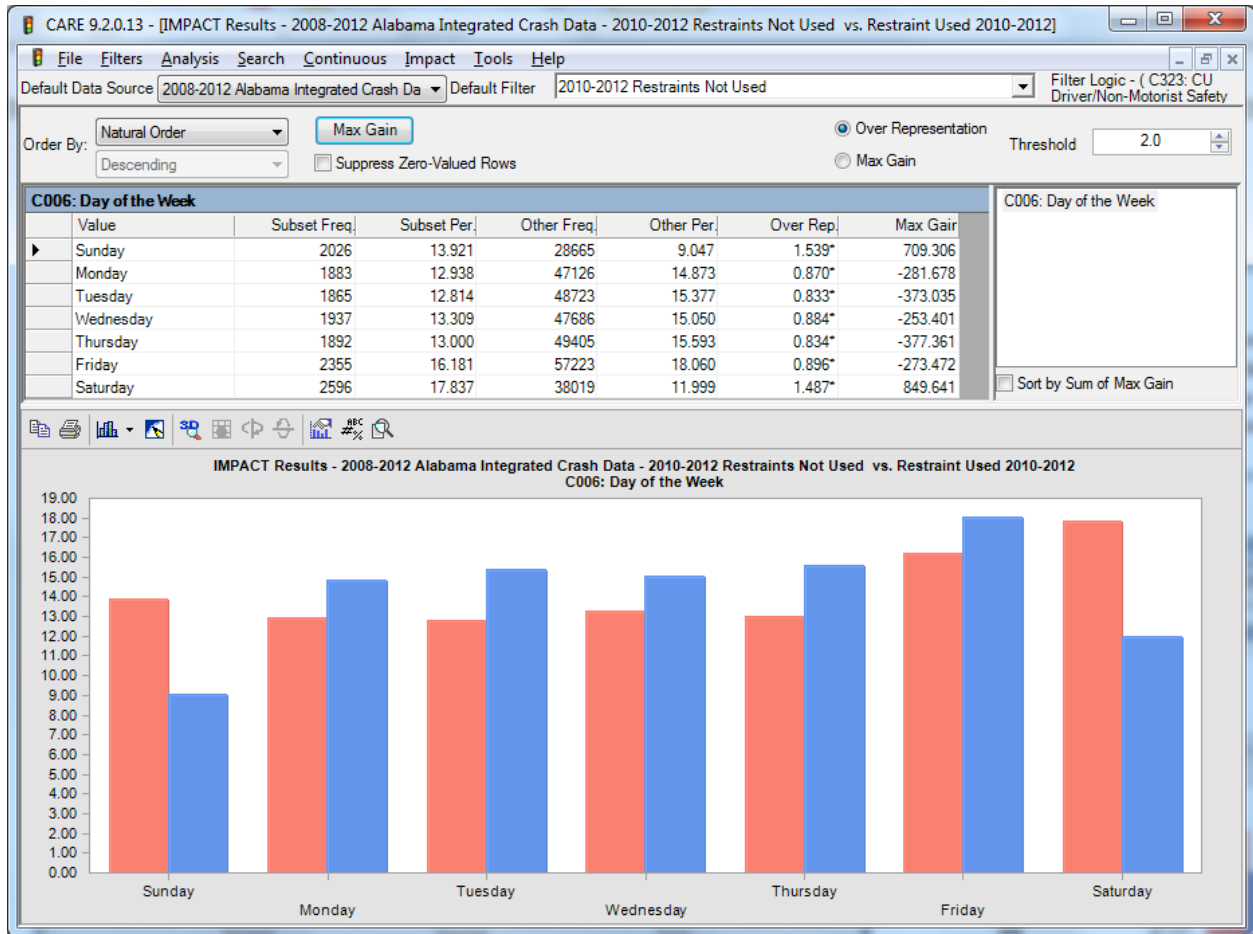 CARE 9.2.0.13 - [IMPACT Results - 2008-2012 Alabama Integrated Crash Data - 2010-2012 Restraints Not Used vs. Restraint Used 2010-2012]
File Filters Analysis Search Continuous Impact Tools Help
Default Data Source 2008-2012 Alabama Integrated Crash Da Default Filter 2010-2012 Restraints Not Used Filter Logic - ( C323: CU
Driver/Non-Motorist Safety
Order By: Natural Order Max Gain Over Representation Threshold 2.0
Descending Suppress Zero-Valued Rows Max Gain
C006: Day of the Week C006: Day of the Week
Value Subset Freq. Subset Per. Other Freq. Other Per. Over Rep. Max Gain
Sunday 2026 13.921 28665 9.047 1.539* 709.306
Monday 1883 12.938 47126 14.873 0.870* -281.678
Tuesday 1865 12.814 48723 15.377 0.833* -373.035
Wednesday 1937 13.309 47686 15.050 0.884* -253.401
Thursday 1892 13.000 49405 15.593 0.834* -377.361
Friday 2355 16.181 57223 18.060 0.896* -273.472
Saturday 2596 17.837 38019 11.999 1.487* 849.641
Sort by Sum of Max Gain
3D ABC #%
IMPACT Results - 2008-2012 Alabama Integrated Crash Data - 2010-2012 Restraints Not Used vs. Restraint Used 2010-2012
C006: Day of the Week
19.00
18.00
17.00
16.00
15.00
14.00
13.00
12.00
11.00
10.00
9.00
8.00
7.00
6.00
5.00
4.00
3.00
2.00
1.00
0.00
Sunday Tuesday Thursday Saturday
Monday Wednesday Friday